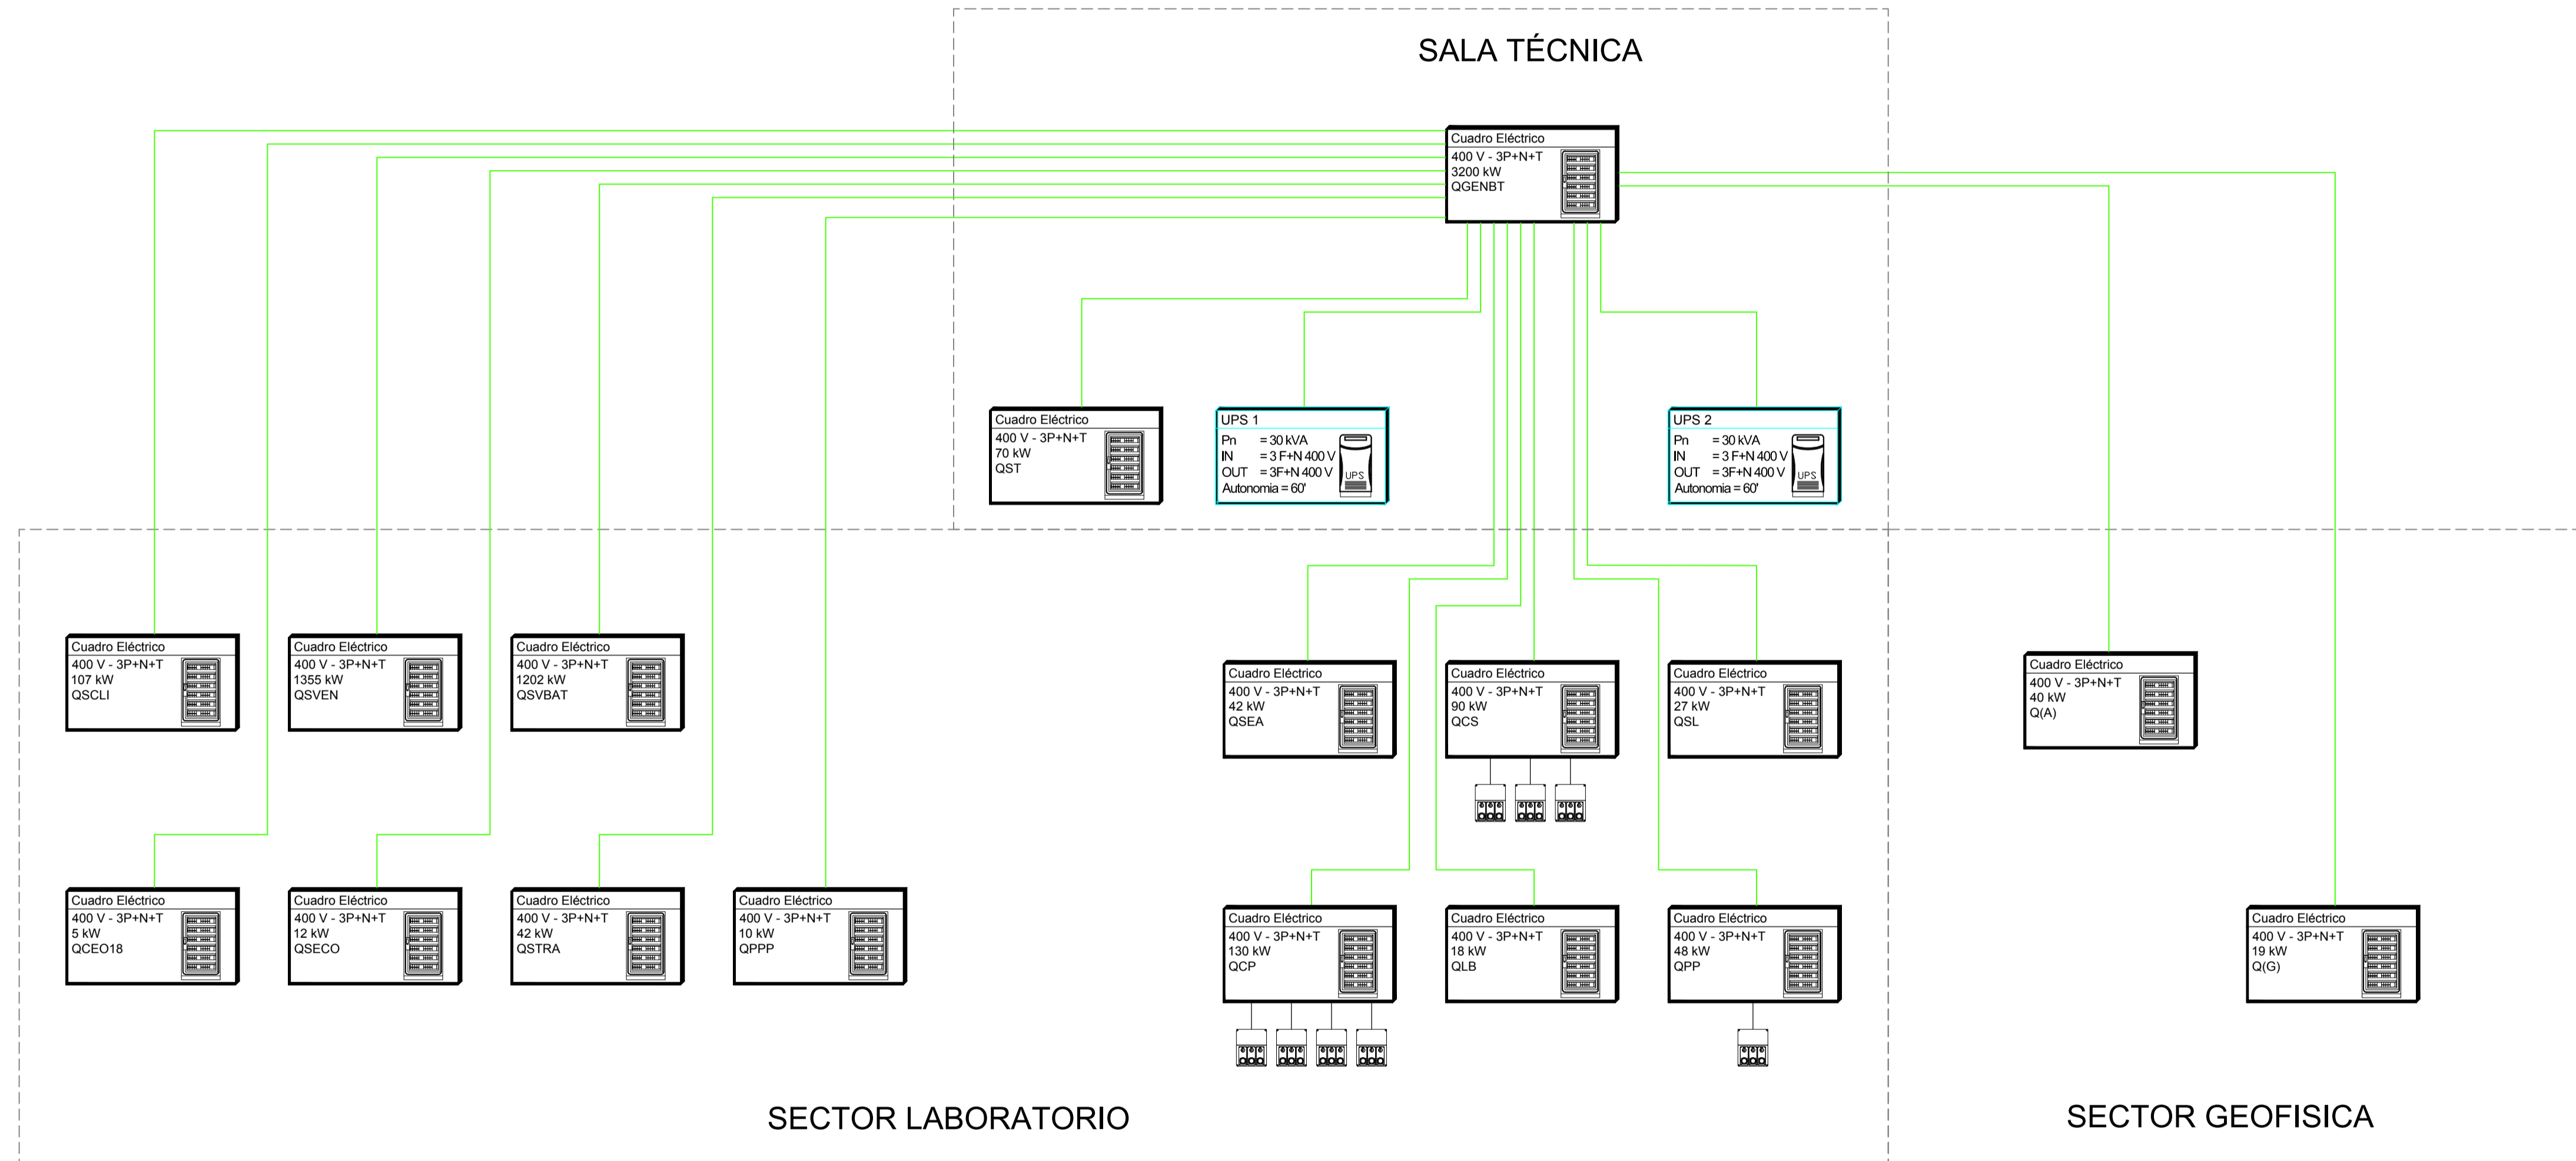 SALA TÉCNICA
Cuadro Eléctrico
400 V - 3P+N+T
3200 kW
QGENBT
Cuadro Eléctrico
400 V - 3P+N+T
70 kW
QST
UPS 1
Pn = 30 kVA
IN = 3 F+N 400 V
OUT = 3F+N 400 V
Autonomia = 60'
UPS
UPS 2
Pn = 30 kVA
IN = 3 F+N 400 V
OUT = 3F+N 400 V
Autonomia = 60'
UPS
Cuadro Eléctrico
400 V - 3P+N+T
107 kW
QSCLI
Cuadro Eléctrico
400 V - 3P+N+T
1355 kW
QSVEN
Cuadro Eléctrico
400 V - 3P+N+T
1202 kW
QSVBAT
Cuadro Eléctrico
400 V - 3P+N+T
42 kW
QSEA
Cuadro Eléctrico
400 V - 3P+N+T
90 kW
QCS
Cuadro Eléctrico
400 V - 3P+N+T
27 kW
QSL
Cuadro Eléctrico
400 V - 3P+N+T
40 kW
Q(A)
Cuadro Eléctrico
400 V - 3P+N+T
5 kW
QCEO18
Cuadro Eléctrico
400 V - 3P+N+T
12 kW
QSECO
Cuadro Eléctrico
400 V - 3P+N+T
42 kW
QSTRA
Cuadro Eléctrico
400 V - 3P+N+T
10 kW
QPPP
Cuadro Eléctrico
400 V - 3P+N+T
130 kW
QCP
Cuadro Eléctrico
400 V - 3P+N+T
18 kW
QLB
Cuadro Eléctrico
400 V - 3P+N+T
48 kW
QPP
Cuadro Eléctrico
400 V - 3P+N+T
19 kW
Q(G)
SECTOR LABORATORIO
SECTOR GEOFISICA